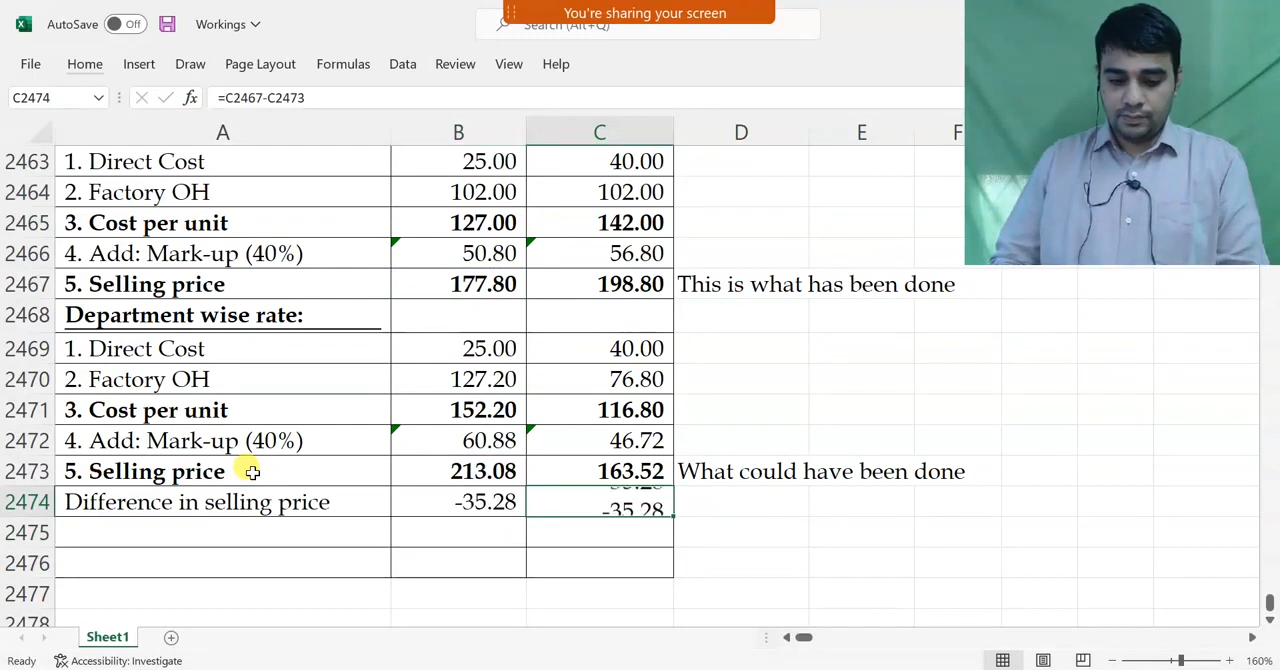 You're sharing your screen
AutoSave Off Workings Search (Alt+Q)
File Home Insert Draw Page Layout Formulas Data Review View Help
C2474 fx =C2467-C2473
A B C D E F
2463 1. Direct Cost 25.00 40.00
2464 2. Factory OH 102.00 102.00
2465 3. Cost per unit 127.00 142.00
2466 4. Add: Mark-up (40%) 50.80 56.80
2467 5. Selling price 177.80 198.80 This is what has been done
2468 Department wise rate:
2469 1. Direct Cost 25.00 40.00
2470 2. Factory OH 127.20 76.80
2471 3. Cost per unit 152.20 116.80
2472 4. Add: Mark-up (40%) 60.88 46.72
2473 5. Selling price 213.08 163.52 What could have been done
2474 Difference in selling price -35.28 -35.28
2475
2476
2477
2478
Sheet1
Ready Accessibility: Investigate 160%